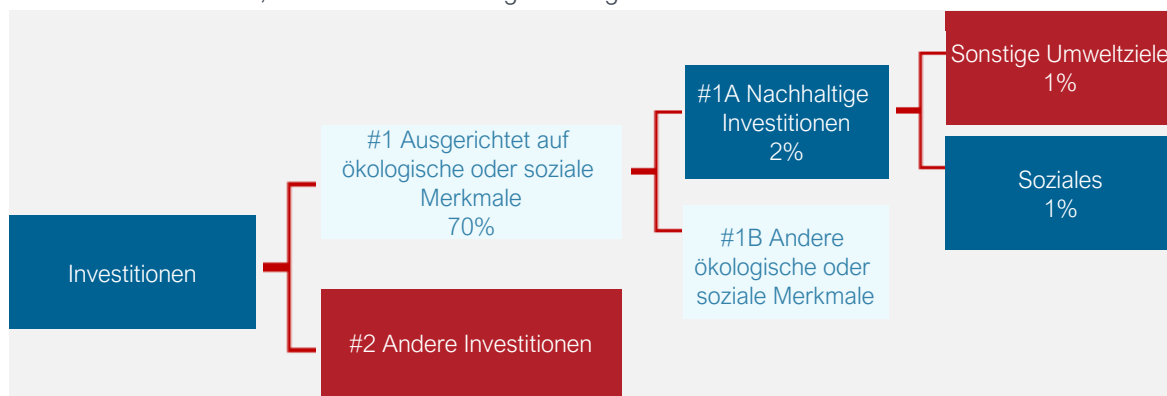 Sonstige Umweltziele
1%
#1A Nachhaltige
Investitionen
2%
#1 Ausgerichtet auf
ökologische oder soziale
Merkmale
70%
Soziales
1%
#1B Andere
ökologische oder
soziale Merkmale
Investitionen
#2 Andere Investitionen